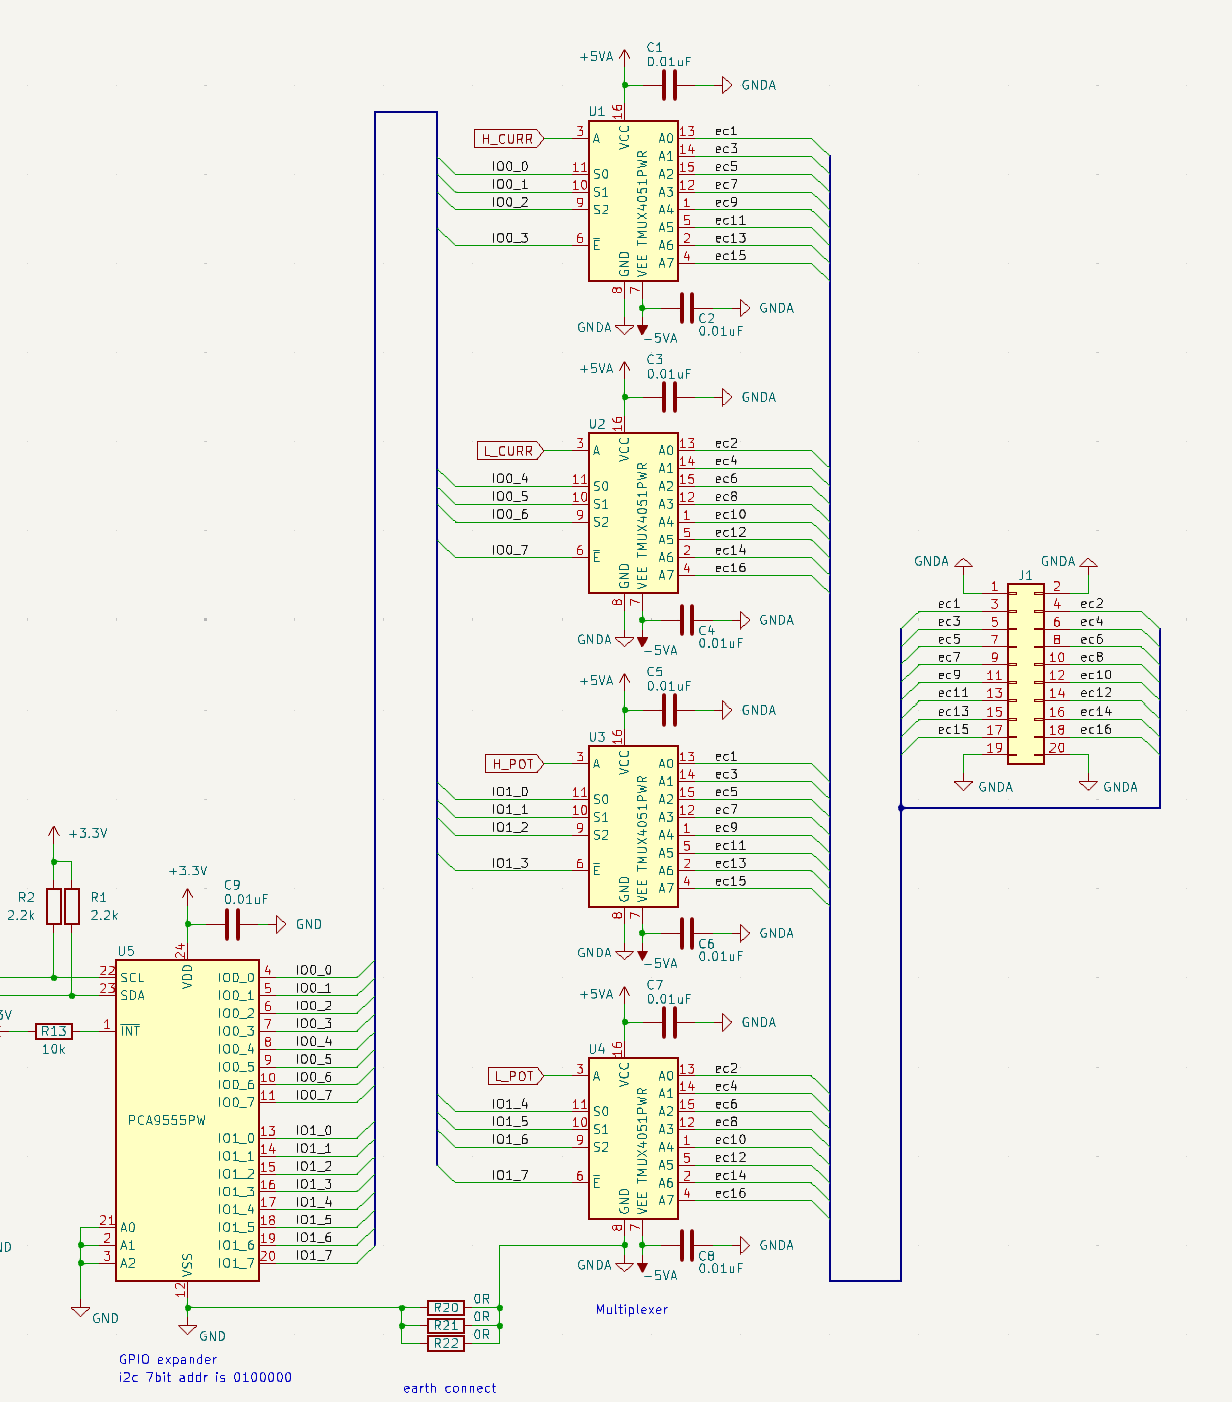 +5VA
C1
0.01uF
GNDA
U1
16
VCC
H_CURR
3
A
IO0_0
11
S0
IO0_1
10
S1
IO0_2
9
S2
IO0_3
6
E
TMUX4051PWR
GND
VEE
8
7
A0
13
ec1
A1
14
ec3
A2
15
ec5
A3
12
ec7
A4
1
ec9
A5
5
ec11
A6
2
ec13
A7
4
ec15
GNDA
-5VA
C2
0.01uF
GNDA
+5VA
C3
0.01uF
GNDA
U2
16
VCC
L_CURR
3
A
IO0_4
11
S0
IO0_5
10
S1
IO0_6
9
S2
IO0_7
6
E
TMUX4051PWR
GND
VEE
8
7
A0
13
ec2
A1
14
ec4
A2
15
ec6
A3
12
ec8
A4
1
ec10
A5
5
ec12
A6
2
ec14
A7
4
ec16
GNDA
-5VA
C4
0.01uF
GNDA
+5VA
C5
0.01uF
GNDA
U3
16
VCC
H_POT
3
A
IO1_0
11
S0
IO1_1
10
S1
IO1_2
9
S2
IO1_3
6
E
TMUX4051PWR
GND
VEE
8
7
A0
13
ec1
A1
14
ec3
A2
15
ec5
A3
12
ec7
A4
1
ec9
A5
5
ec11
A6
2
ec13
A7
4
ec15
GNDA
-5VA
C6
0.01uF
GNDA
+5VA
C7
0.01uF
GNDA
U4
16
VCC
L_POT
3
A
IO1_4
11
S0
IO1_5
10
S1
IO1_6
9
S2
IO1_7
6
E
TMUX4051PWR
GND
VEE
8
7
A0
13
ec2
A1
14
ec4
A2
15
ec6
A3
12
ec8
A4
1
ec10
A5
5
ec12
A6
2
ec14
A7
4
ec16
GNDA
-5VA
C8
0.01uF
GNDA
Multiplexer
GNDA
GNDA
J1
1
2
ec1
3
4
ec2
ec3
5
6
ec4
ec5
7
8
ec6
ec7
9
10
ec8
ec9
11
12
ec10
ec11
13
14
ec12
ec13
15
16
ec14
ec15
17
18
ec16
19
20
GNDA
GNDA
+3.3V
R2
2.2k
R1
2.2k
+3.3V
C9
0.01uF
GND
U5
24
VDD
22
SCL
23
SDA
3V
R13
10k
1
INT
PCA9555PW
IO0_0
4
IO0_0
IO0_1
5
IO0_1
IO0_2
6
IO0_2
IO0_3
7
IO0_3
IO0_4
8
IO0_4
IO0_5
9
IO0_5
IO0_6
10
IO0_6
IO0_7
11
IO0_7
IO1_0
13
IO1_0
IO1_1
14
IO1_1
IO1_2
15
IO1_2
IO1_3
16
IO1_3
IO1_4
17
IO1_4
IO1_5
18
IO1_5
IO1_6
19
IO1_6
IO1_7
20
IO1_7
21
A0
2
A1
3
A2
ND
VSS
12
GND
GND
R20
0R
R21
0R
R22
0R
GPIO expander
i2c 7bit addr is 0100000
earth connect